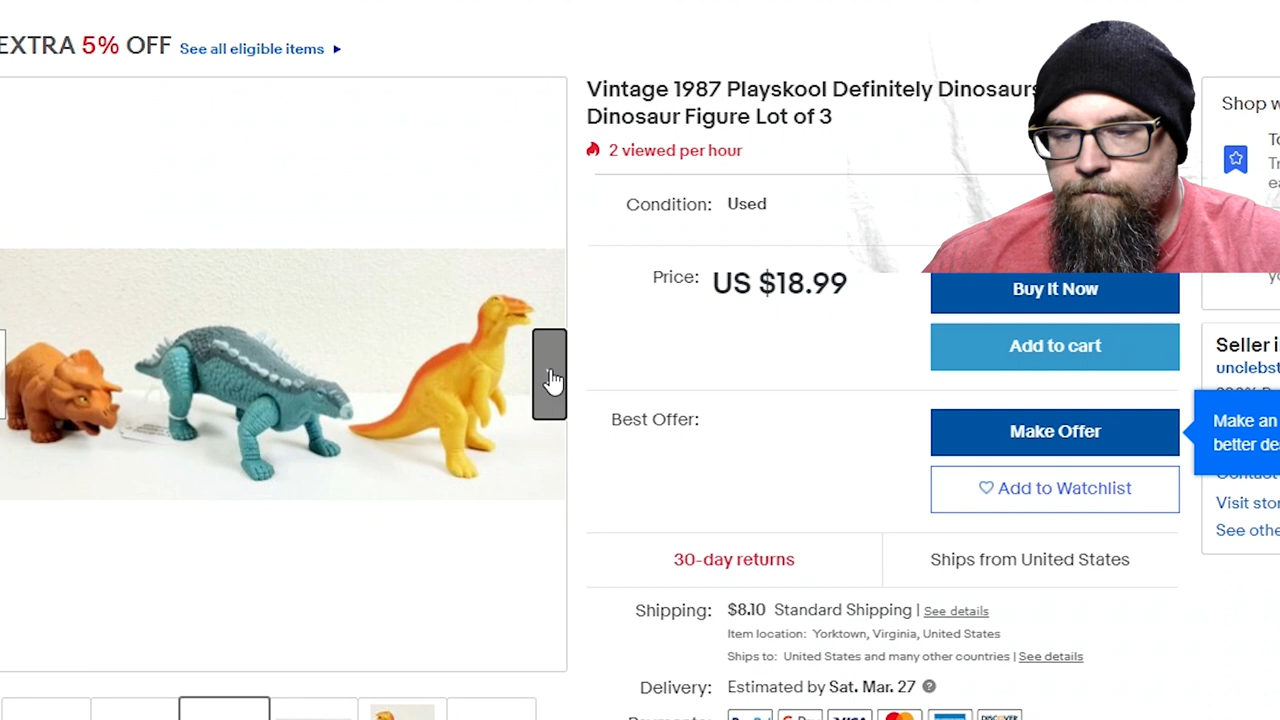 EXTRA 5% OFF See all eligible items
Vintage 1987 Playskool Definitely Dinosaurs
Dinosaur Figure Lot of 3
2 viewed per hour
Condition: Used
Price: US $18.99
Buy It Now
Add to cart
Best Offer:
Make Offer
Add to Watchlist
30-day returns
Ships from United States
Shipping: $8.10 Standard Shipping | See details
Item location: Yorktown, Virginia, United States
Ships to: United States and many other countries | See details
Delivery: Estimated by Sat. Mar. 27
Shop
Seller
unclebst
Make an
better
Visit
See
VISA
DISCOVER